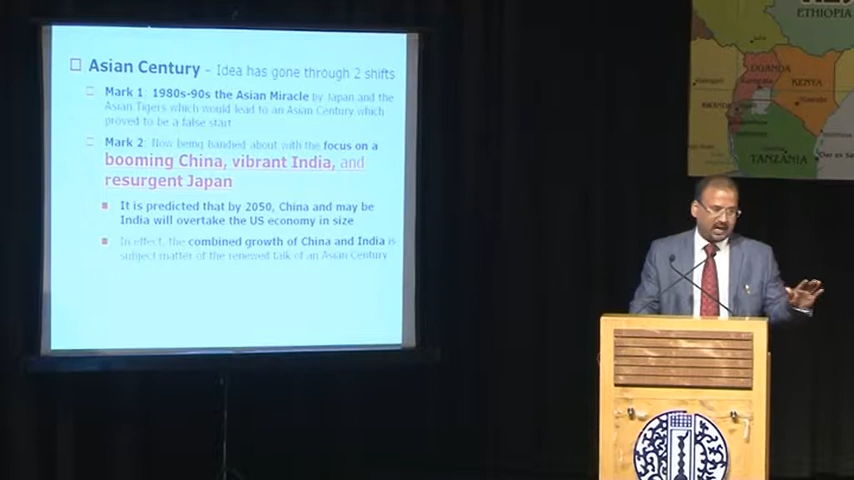 Asian Century – Idea has gone through 2 shifts
Mark 1: 1980s-90s the Asian Miracle by Japan and the
Asian Tigers which would lead to an Asian Century which
proved to be a false start
Mark 2: Now being bandied about with the focus on a
booming China, vibrant India, and
resurgent Japan
It is predicted that by 2050, China and may be
India will overtake the US economy in size
In effect, the combined growth of China and India is
subject matter of the renewed talk of an Asian Century
ETHIOPIA
UGANDA
KENYA
TANZANIA